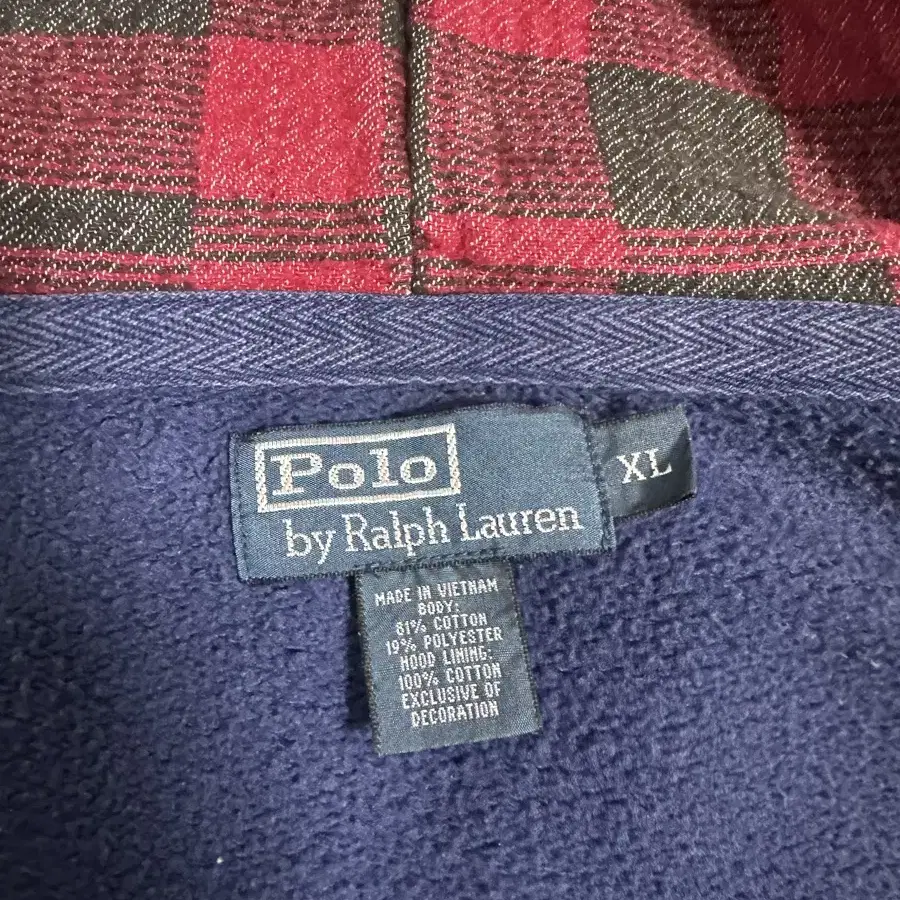 Polo
by Ralph Lauren
XL
MADE IN VIETNAM
BODY:
81% COTTON
19% POLYESTER
HOOD LINING:
100% COTTON
EXCLUSIVE OF
DECORATION